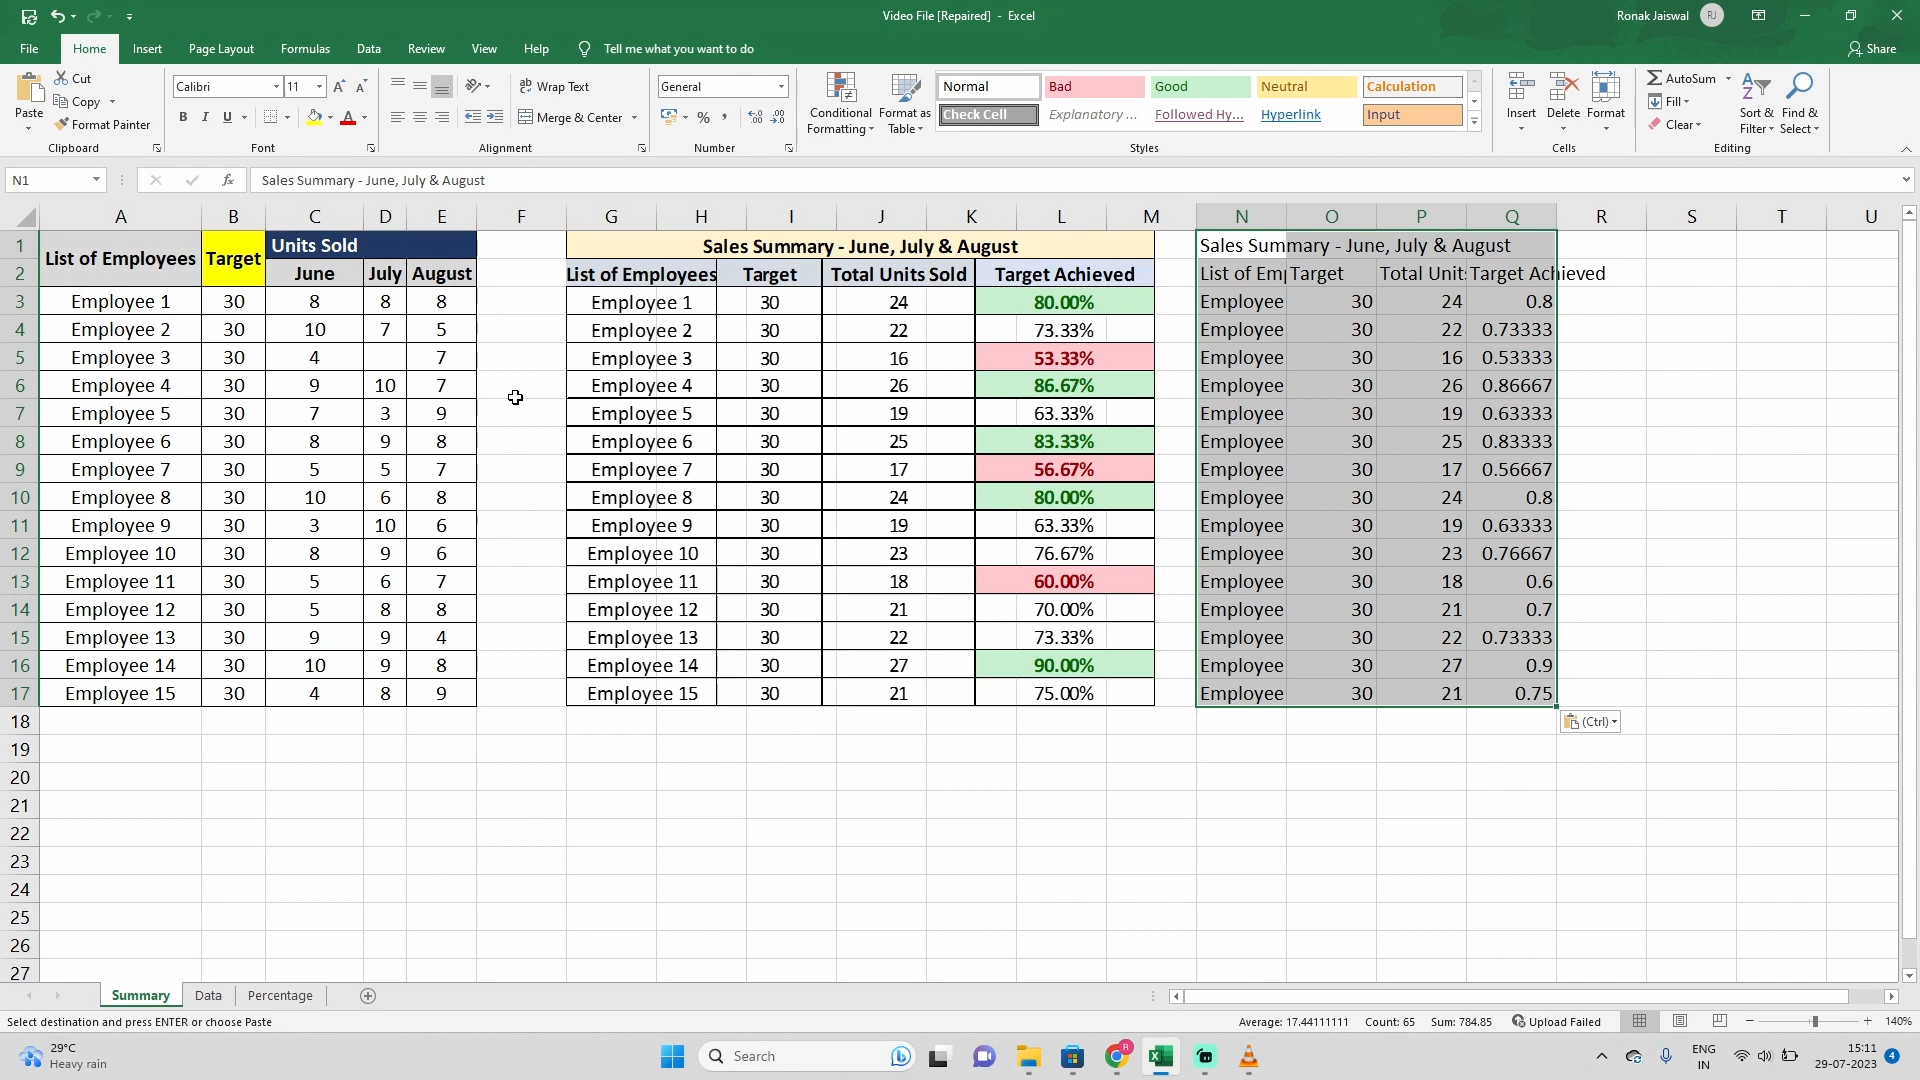 Video File [Repaired] - Excel
Ronak Jaiswal RJ
File Home Insert Page Layout Formulas Data Review View Help Tell me what you want to do Share
Paste
Cut
Copy
Format Painter
Clipboard
Calibri 11 A A
B I U A
Font
Wrap Text
Merge & Center
Alignment
General
%
Number
Conditional Formatting
Format as Table
Normal Bad Good Neutral Calculation
Check Cell Explanatory ... Followed Hy... Hyperlink Input
Styles
Insert Delete Format
Cells
AutoSum
Fill
Clear
Sort & Filter
Find & Select
Editing
N1 fx Sales Summary - June, July & August
A B C D E F G H I J K L M N O P Q R S T U
1 List of Employees Target Units Sold Sales Summary - June, July & August Sales Summary - June, July & August
2 June July August List of Employees Target Total Units Sold Target Achieved List of Emp Target Total Unit Target Achieved
3 Employee 1 30 8 8 8 Employee 1 30 24 80.00% Employee 30 24 0.8
4 Employee 2 30 10 7 5 Employee 2 30 22 73.33% Employee 30 22 0.73333
5 Employee 3 30 4 7 Employee 3 30 16 53.33% Employee 30 16 0.53333
6 Employee 4 30 9 10 7 Employee 4 30 26 86.67% Employee 30 26 0.86667
7 Employee 5 30 7 3 9 Employee 5 30 19 63.33% Employee 30 19 0.63333
8 Employee 6 30 8 9 8 Employee 6 30 25 83.33% Employee 30 25 0.83333
9 Employee 7 30 5 5 7 Employee 7 30 17 56.67% Employee 30 17 0.56667
10 Employee 8 30 10 6 8 Employee 8 30 24 80.00% Employee 30 24 0.8
11 Employee 9 30 3 10 6 Employee 9 30 19 63.33% Employee 30 19 0.63333
12 Employee 10 30 8 9 6 Employee 10 30 23 76.67% Employee 30 23 0.76667
13 Employee 11 30 5 6 7 Employee 11 30 18 60.00% Employee 30 18 0.6
14 Employee 12 30 5 8 8 Employee 12 30 21 70.00% Employee 30 21 0.7
15 Employee 13 30 9 9 4 Employee 13 30 22 73.33% Employee 30 22 0.73333
16 Employee 14 30 10 9 8 Employee 14 30 27 90.00% Employee 30 27 0.9
17 Employee 15 30 4 8 9 Employee 15 30 21 75.00% Employee 30 21 0.75
18 (Ctrl)
19
20
21
22
23
24
25
26
27
Summary Data Percentage
Select destination and press ENTER or choose Paste Average: 17.44111111 Count: 65 Sum: 784.85 Upload Failed 140%
29°C
Heavy rain
Search
R
ENG
IN
15:11
29-07-2023
4